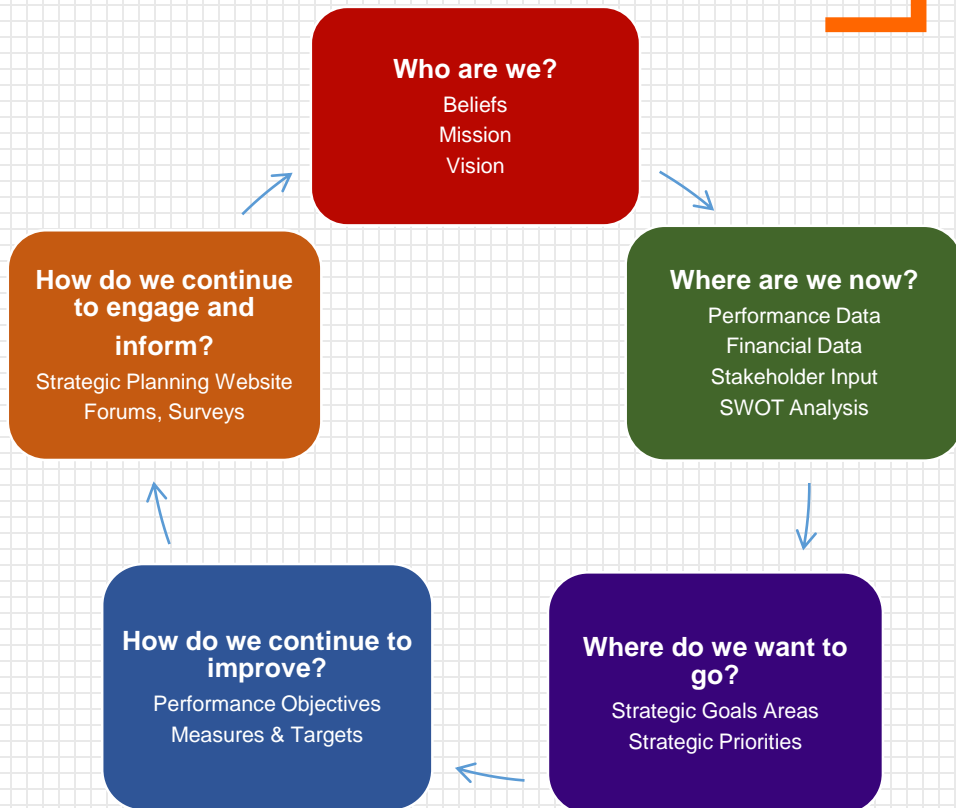 Who are we?
Beliefs
Mission
Vision
Where are we now?
Performance Data
Financial Data
Stakeholder Input
SWOT Analysis
Where do we want to
go?
Strategic Goals Areas
Strategic Priorities
How do we continue to
improve?
Performance Objectives
Measures & Targets
How do we continue
to engage and
inform?
Strategic Planning Website
Forums, Surveys